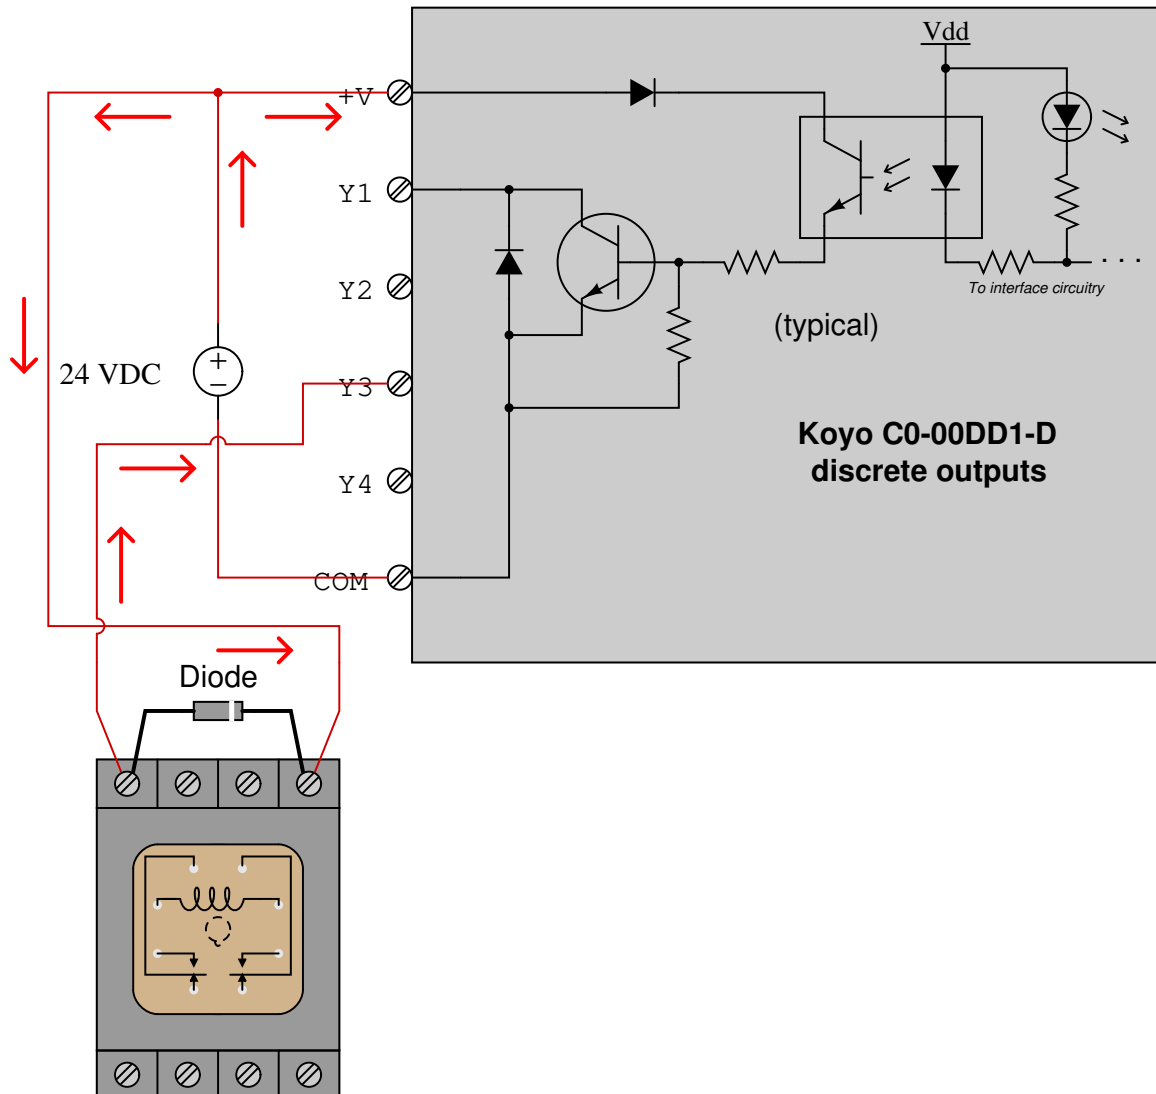 Vdd
+V
Y1
Y2
To interface circuitry
(typical)
24 VDC
+
−
Y3
Koyo C0-00DD1-D
discrete outputs
Y4
COM
Diode